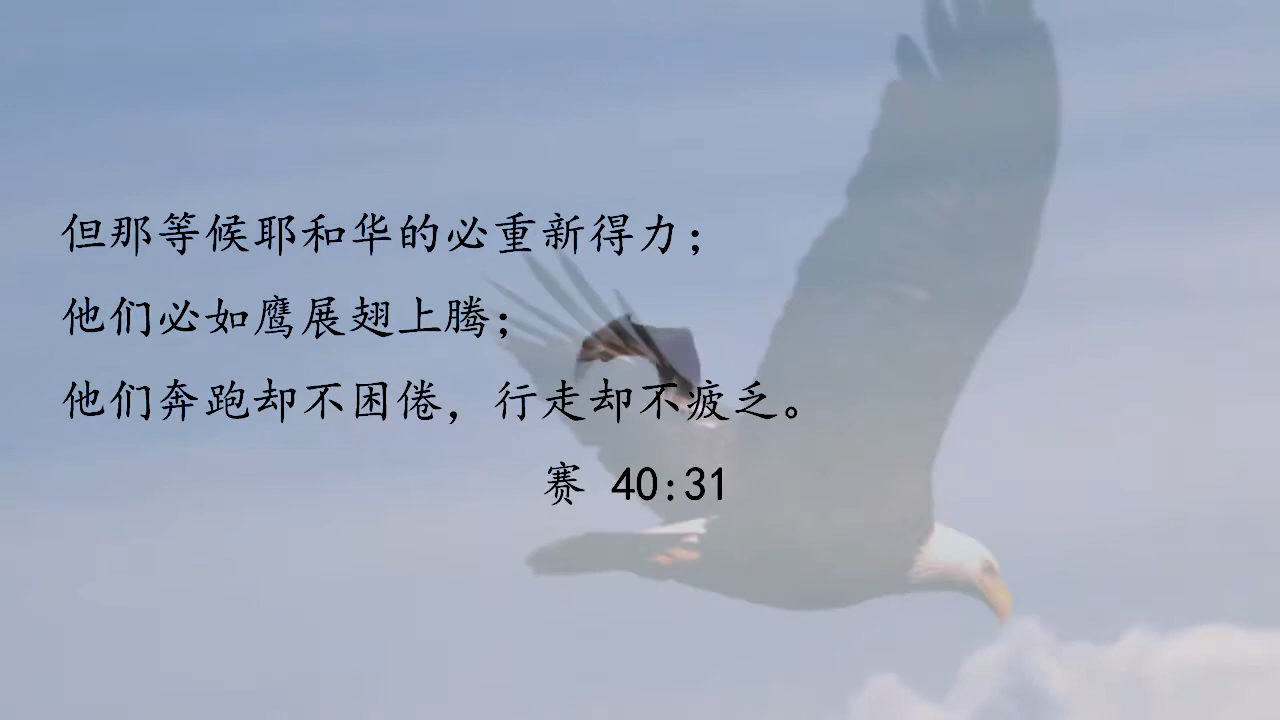 但那等候耶和华的必重新得力；
他们必如鹰展翅上腾；
他们奔跑却不困倦，行走却不疲乏。
赛 40:31